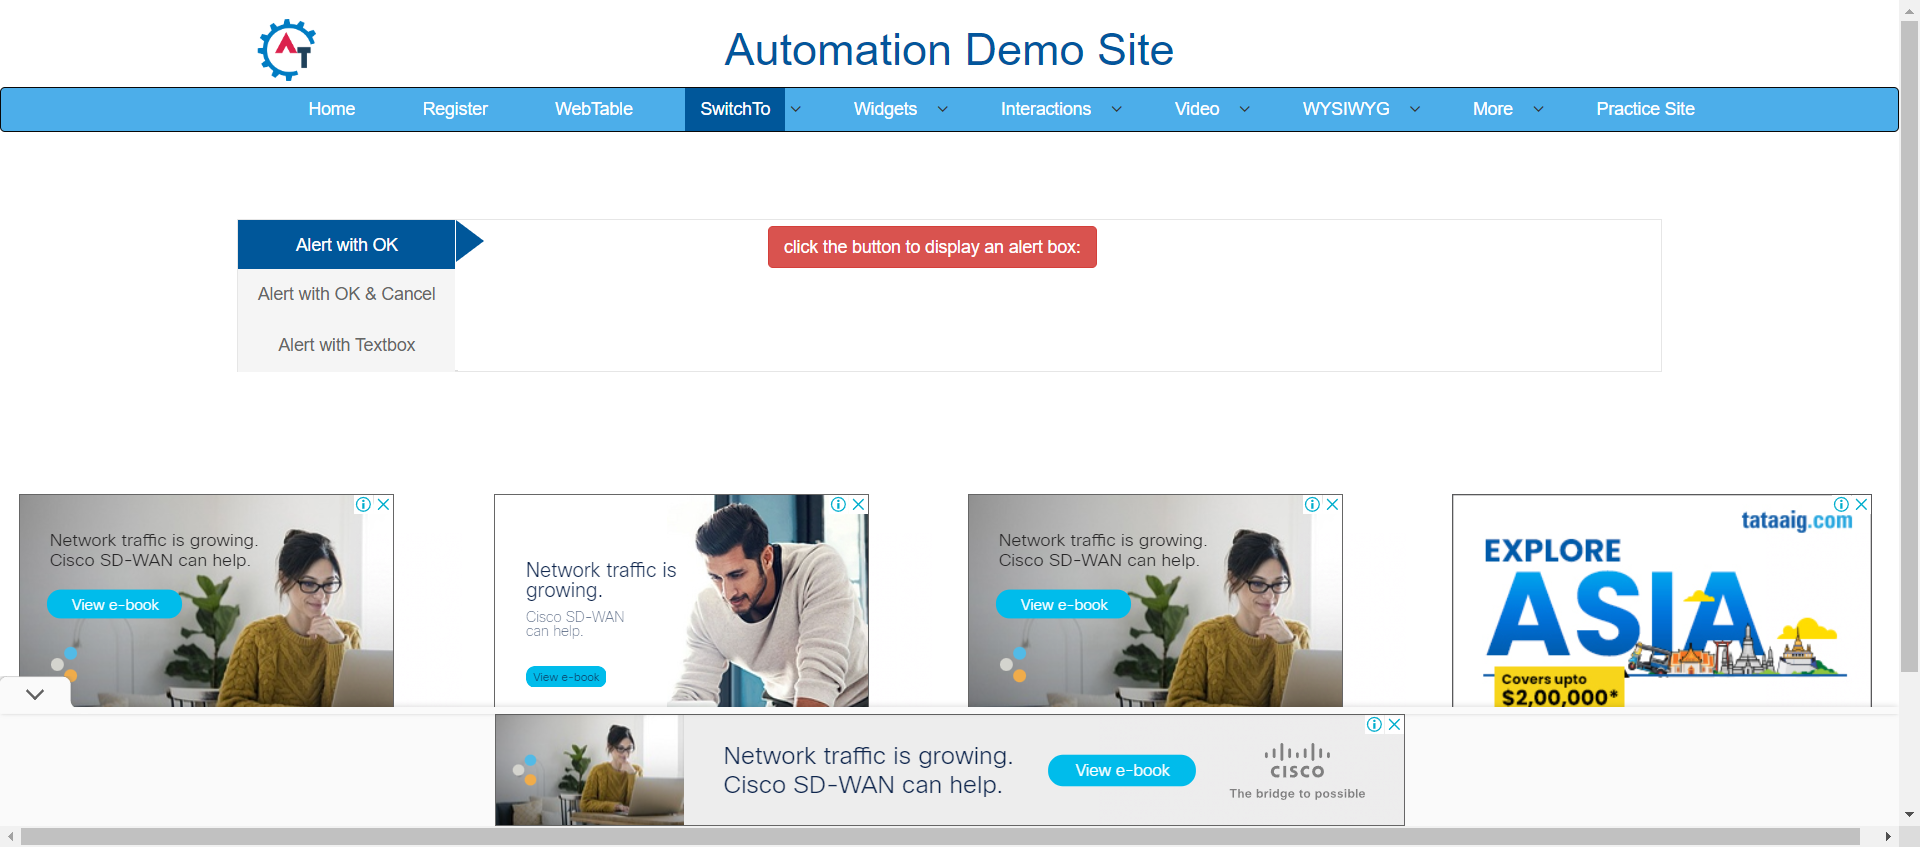 AT
Automation Demo Site
Home Register WebTable SwitchTo Widgets Interactions Video WYSIWYG More Practice Site
Alert with OK
click the button to display an alert box:
Alert with OK & Cancel
Alert with Textbox
Network traffic is growing.
Cisco SD-WAN can help.
View e-book
Network traffic is
growing.
Cisco SD-WAN
can help.
View e-book
Network traffic is growing.
Cisco SD-WAN can help.
View e-book
tataaig.com
EXPLORE
ASIA
Covers upto
$2,00,000*
Network traffic is growing.
Cisco SD-WAN can help.
View e-book
CISCO
The bridge to possible